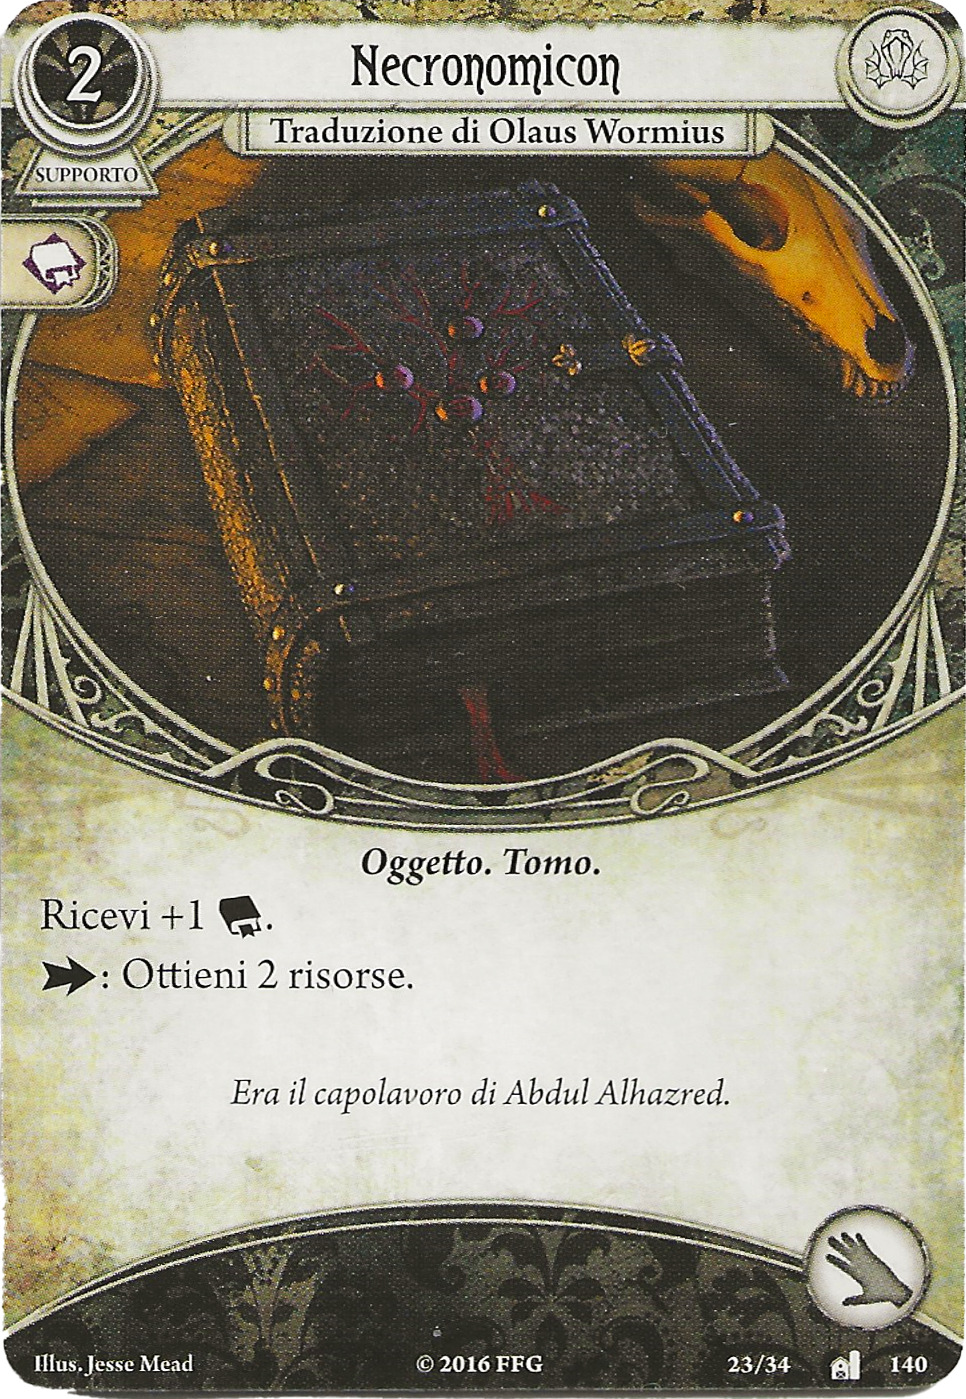 2
Necronomicon
Traduzione di Olaus Wormius
SUPPORTO
Oggetto. Tomo.
Ricevi +1 .
: Ottieni 2 risorse.
Era il capolavoro di Abdul Alhazred.
Illus. Jesse Mead
© 2016 FFG
23/34
140